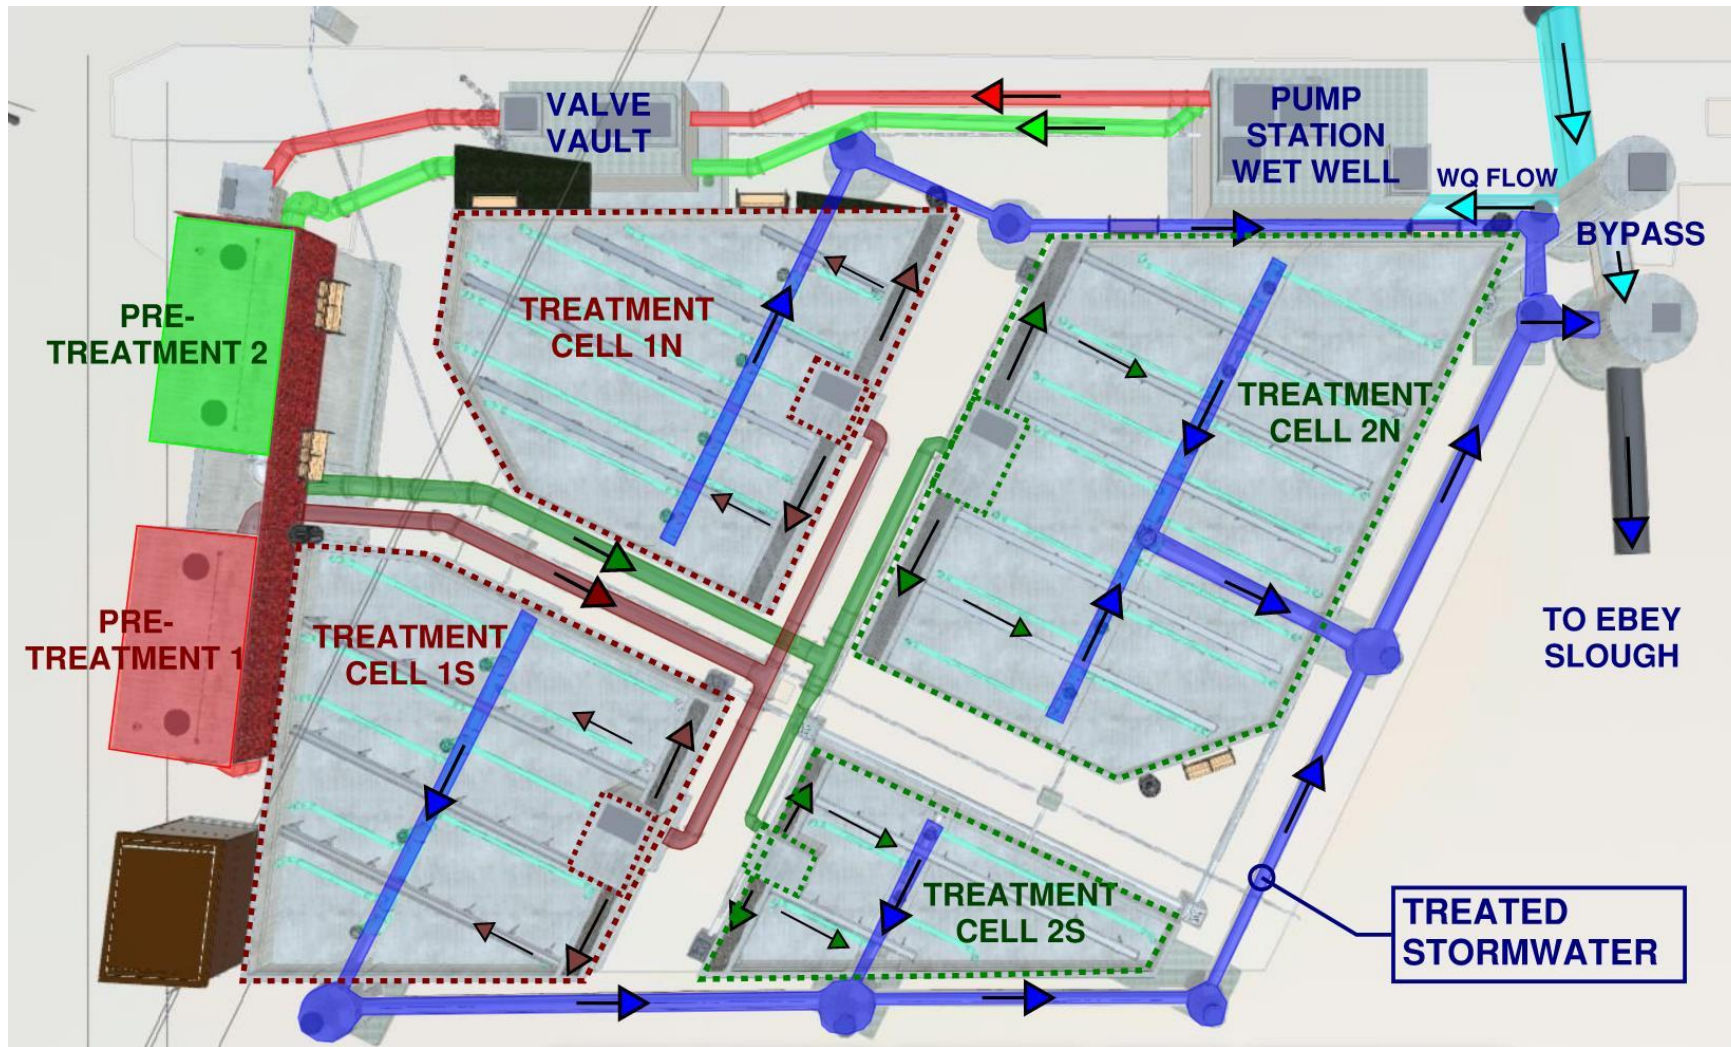 VALVE
VAULT
PUMP
STATION
WET WELL
WQ FLOW
BYPASS
PRE-
TREATMENT 2
TREATMENT
CELL 1N
TREATMENT
CELL 2N
PRE-
TREATMENT 1
TREATMENT
CELL 1S
TO EBEY
SLOUGH
TREATMENT
CELL 2S
TREATED
STORMWATER